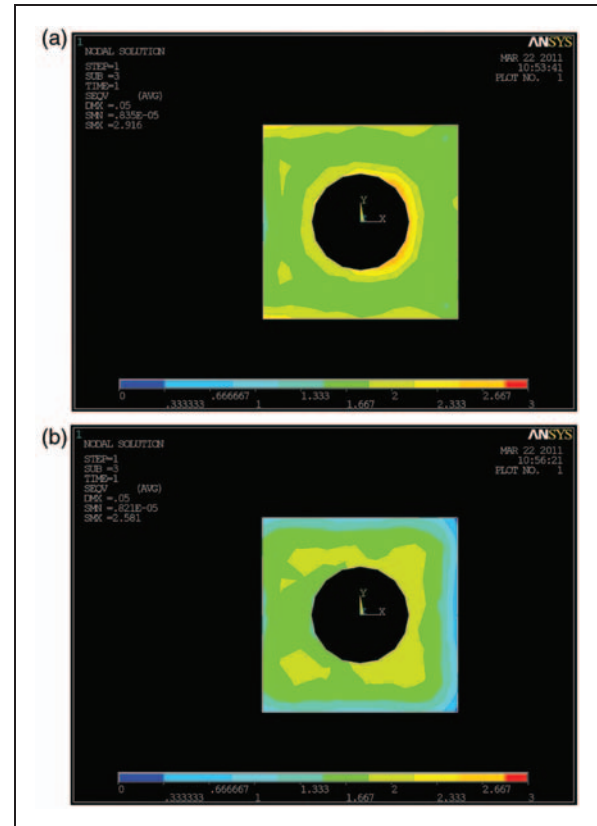 (a)
1
ANSYS
NODAL SOLUTION
MAR 22 2011
10:53:41
PLOT NO. 1
STEP=1
SUB =3
TIME=1
SEQV (AVG)
DMX =.05
SMN =.835E-05
SMX =2.916
Y
X
0 .333333 .666667 1 1.333 1.667 2 2.333 2.667 3
(b)
1
ANSYS
NODAL SOLUTION
MAR 22 2011
10:56:21
PLOT NO. 1
STEP=1
SUB =3
TIME=1
SEQV (AVG)
DMX =.05
SMN =.821E-05
SMX =2.581
Y
X
0 .333333 .666667 1 1.333 1.667 2 2.333 2.667 3